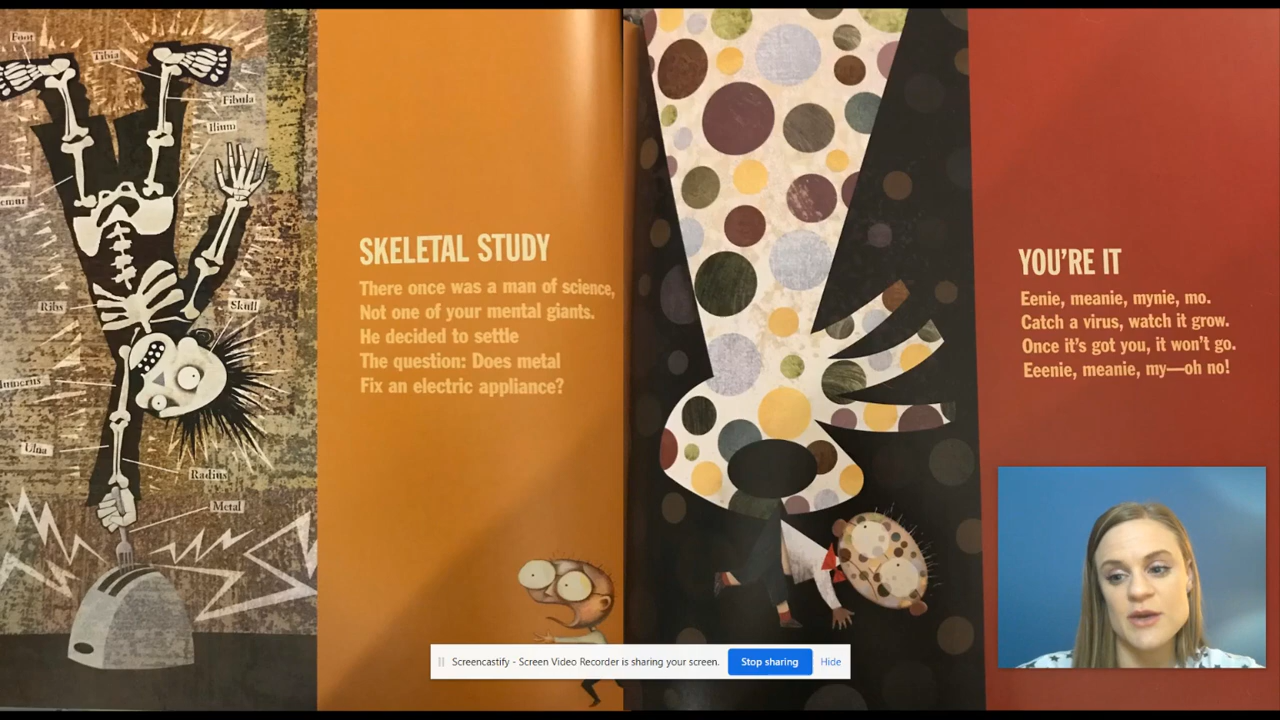 Foot
Tibia
Fibula
Ilium
Ribs
Skull
Ulna
Radius
Metal
SKELETAL STUDY
There once was a man of science,
Not one of your mental giants.
He decided to settle
The question: Does metal
Fix an electric appliance?
YOU'RE IT
Eenie, meanie, mynie, mo.
Catch a virus, watch it grow.
Once it's got you, it won't go.
Eeenie, meanie, my—oh no!
Screencastify - Screen Video Recorder is sharing your screen.
Stop sharing
Hide